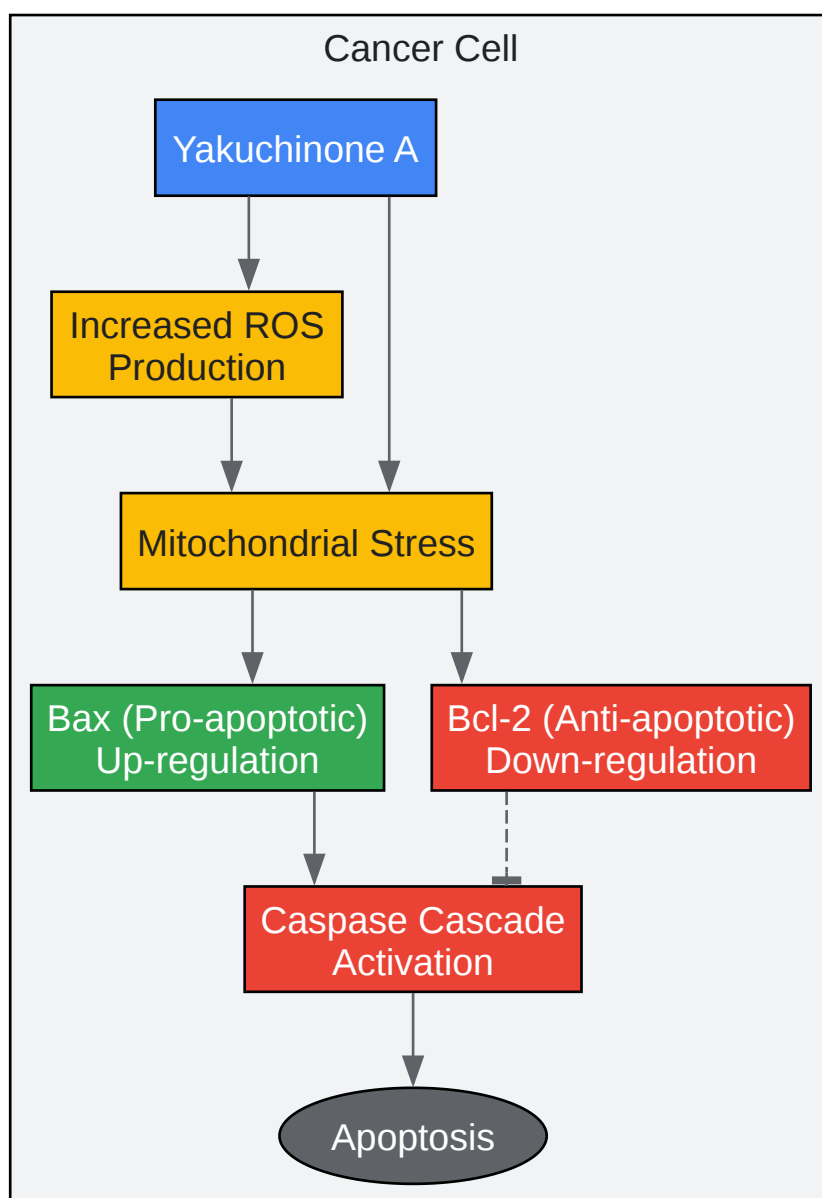 Cancer Cell
Yakuchinone A
Increased ROS
Production
Mitochondrial Stress
Bax (Pro-apoptotic)
Up-regulation
Bcl-2 (Anti-apoptotic)
Down-regulation
Caspase Cascade
Activation
Apoptosis